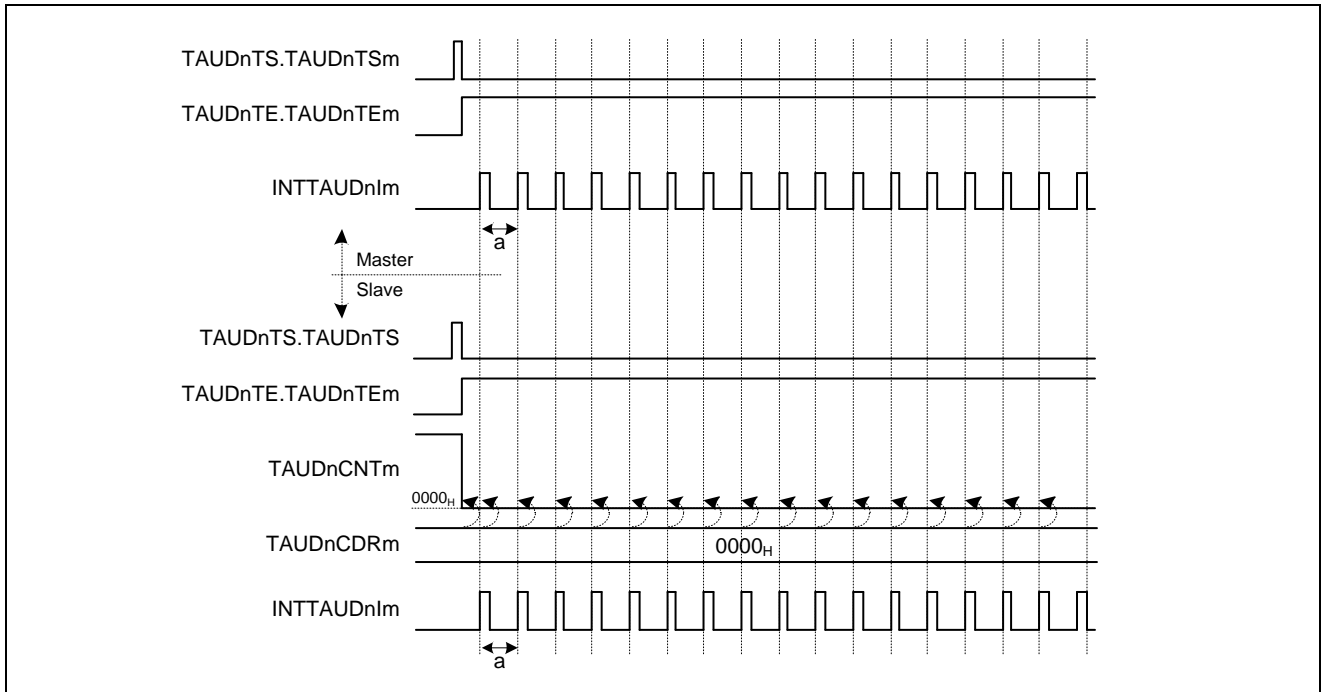 TAUDnTS.TAUDnTSm
TAUDnTE.TAUDnTEm
INTTAUDnIm
a
Master
Slave
TAUDnTS.TAUDnTS
TAUDnTE.TAUDnTEm
TAUDnCNTm
0000H
TAUDnCDRm
0000H
INTTAUDnIm
a